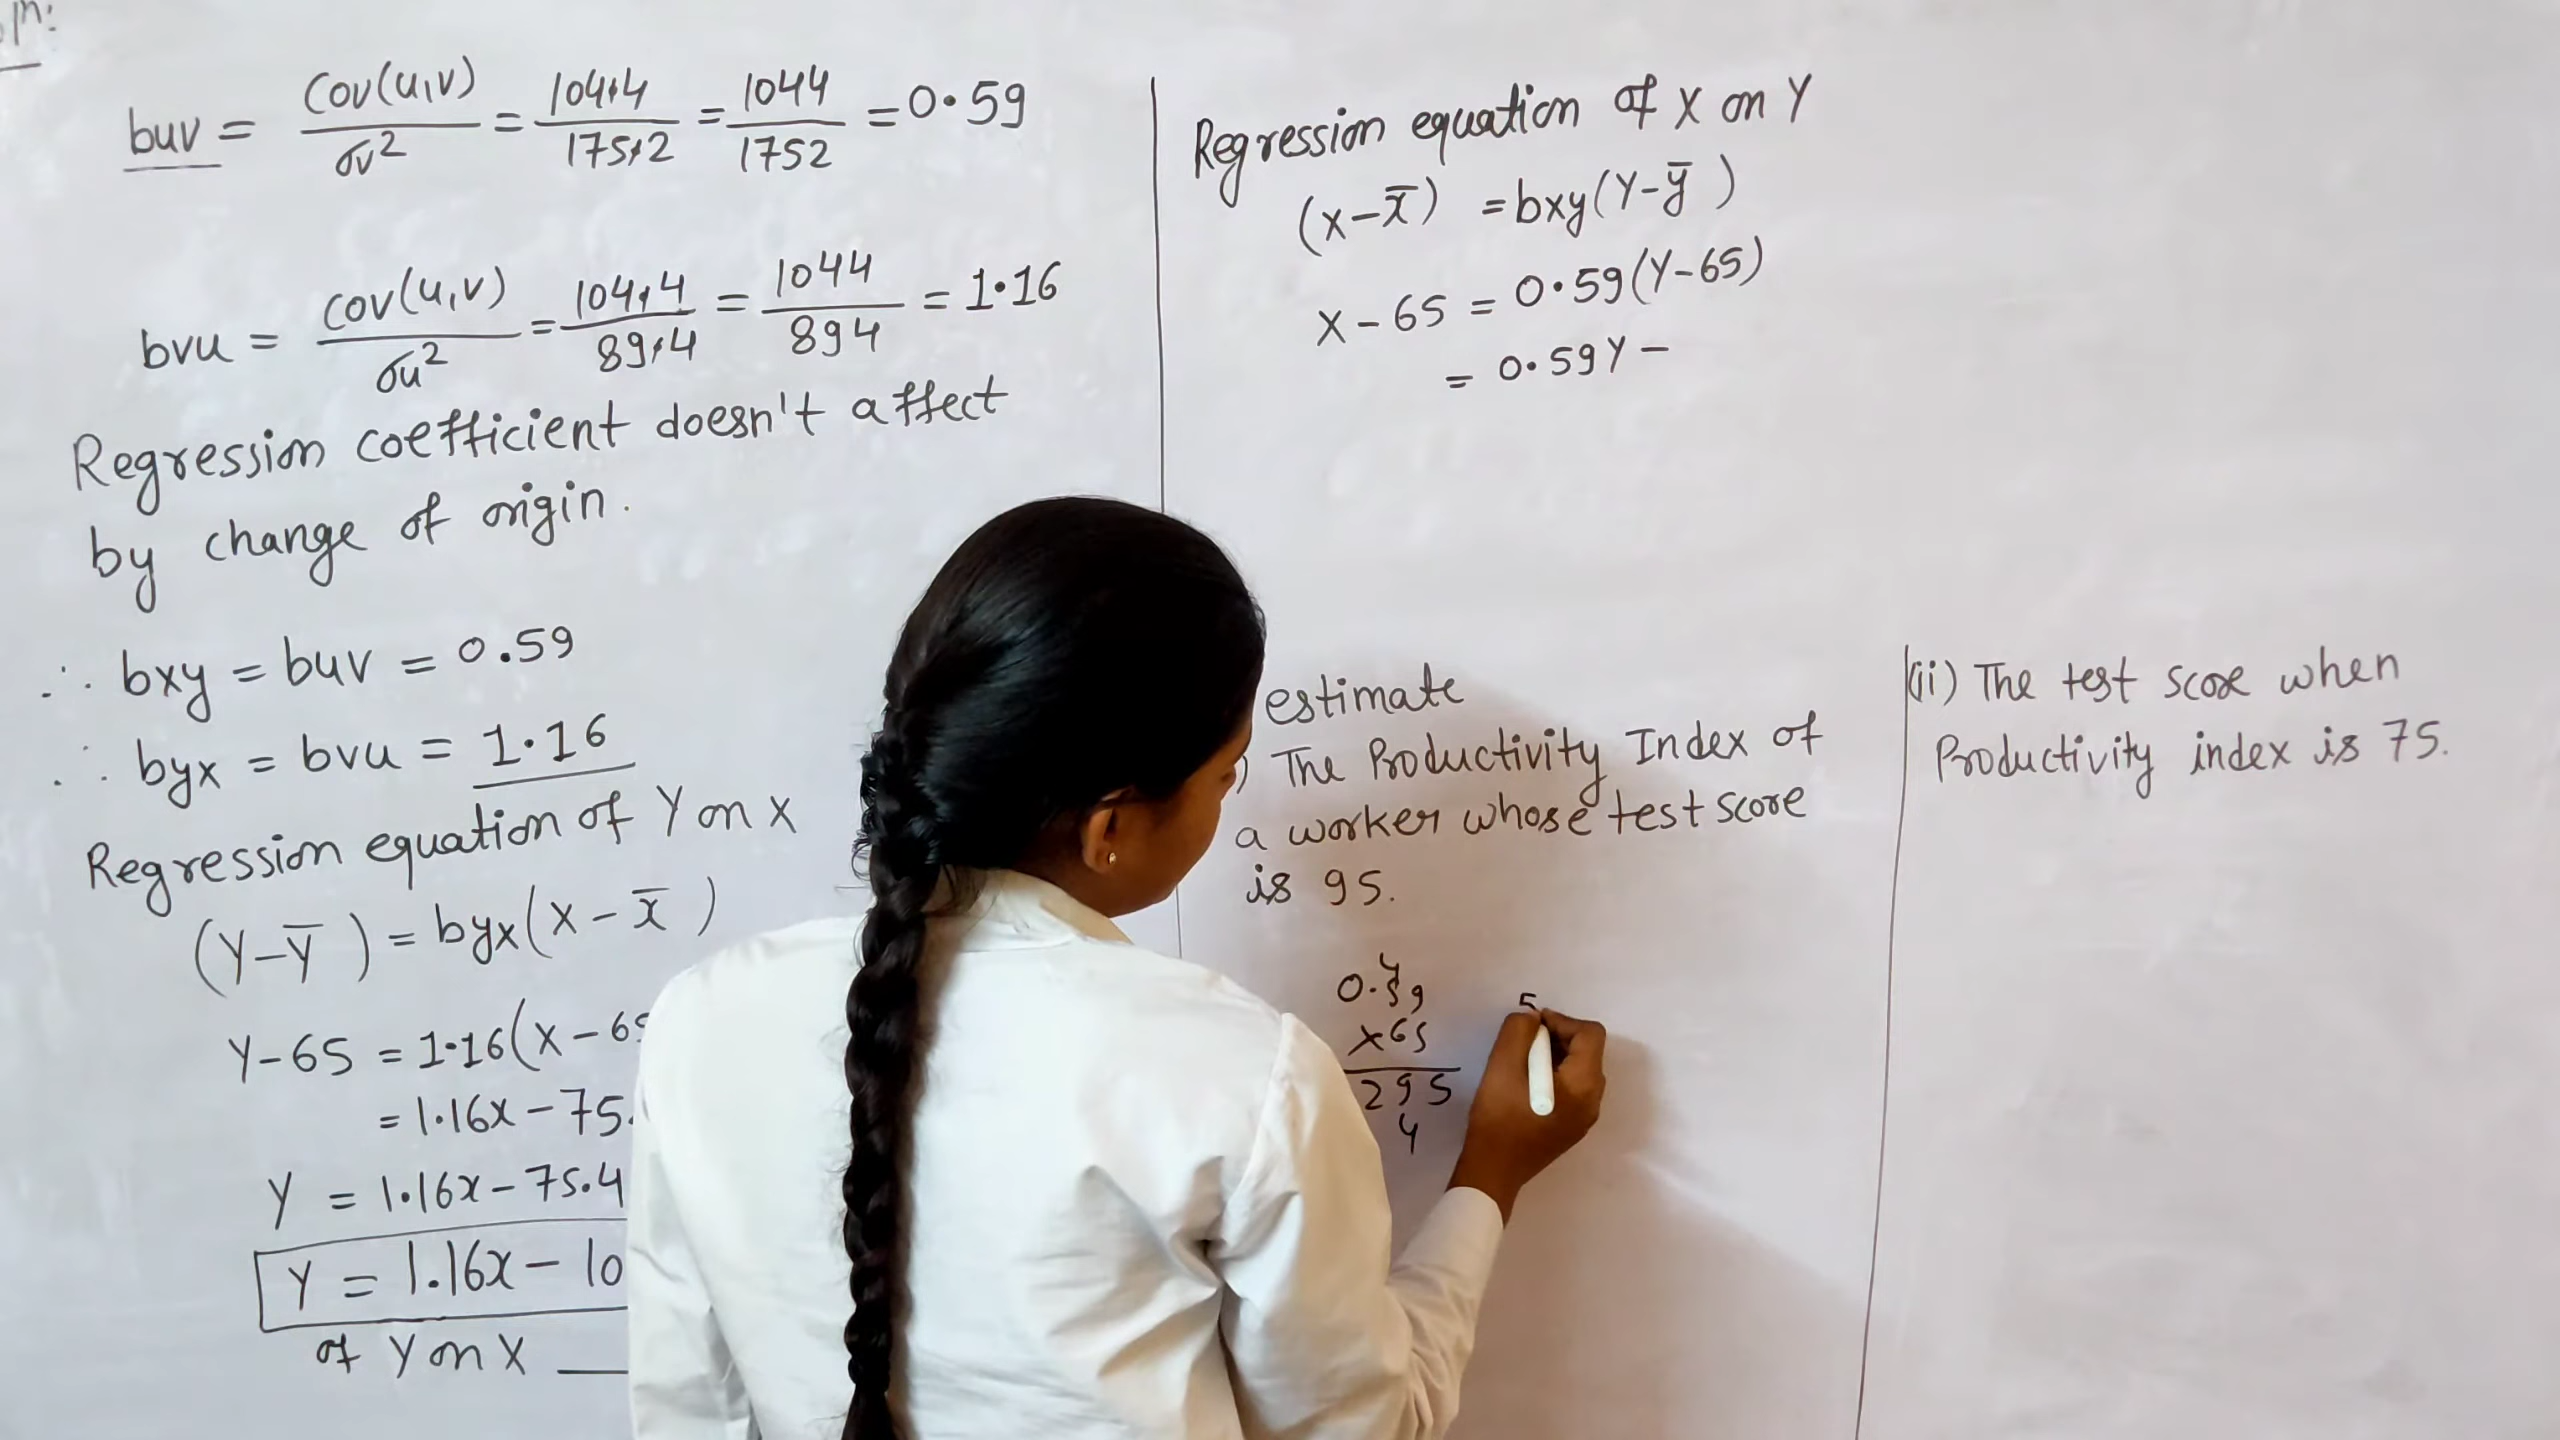 buv = Cov(u,v)/σv² = 104.4/175.2 = 1044/1752 = 0.59
bvu = cov(u,v)/σu² = 104.4/89.4 = 1044/894 = 1.16
Regression coefficient doesn't affect
by change of origin.
∴ bxy = buv = 0.59
∴ byx = bvu = 1.16
Regression equation of Y on X
(Y-Y̅) = byx(X-x̅)
Y-65 = 1.16(X-65
= 1.16x-75.
Y = 1.16x-75.4
Y = 1.16x-10
of Y on X
Regression equation of X on Y
(x-x̅) = bxy(Y-y̅)
X-65 = 0.59(Y-65)
= 0.59Y-
estimate
) The Productivity Index of
a worker whose test score
is 95.
4
0.59
x65
295
4
5
(ii) The test score when
Productivity index is 75.